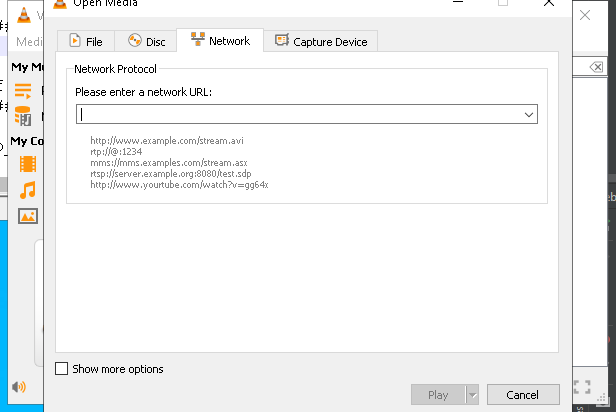 Open Media
Medi
File
Disc
Network
Capture Device
My M
Network Protocol
Please enter a network URL:
http://www.example.com/stream.avi
rtp://@:1234
mms://mms.examples.com/stream.asx
rtsp://server.example.org:8080/test.sdp
http://www.yourtube.com/watch?v=gg64x
My Co
Show more options
Play
Cancel